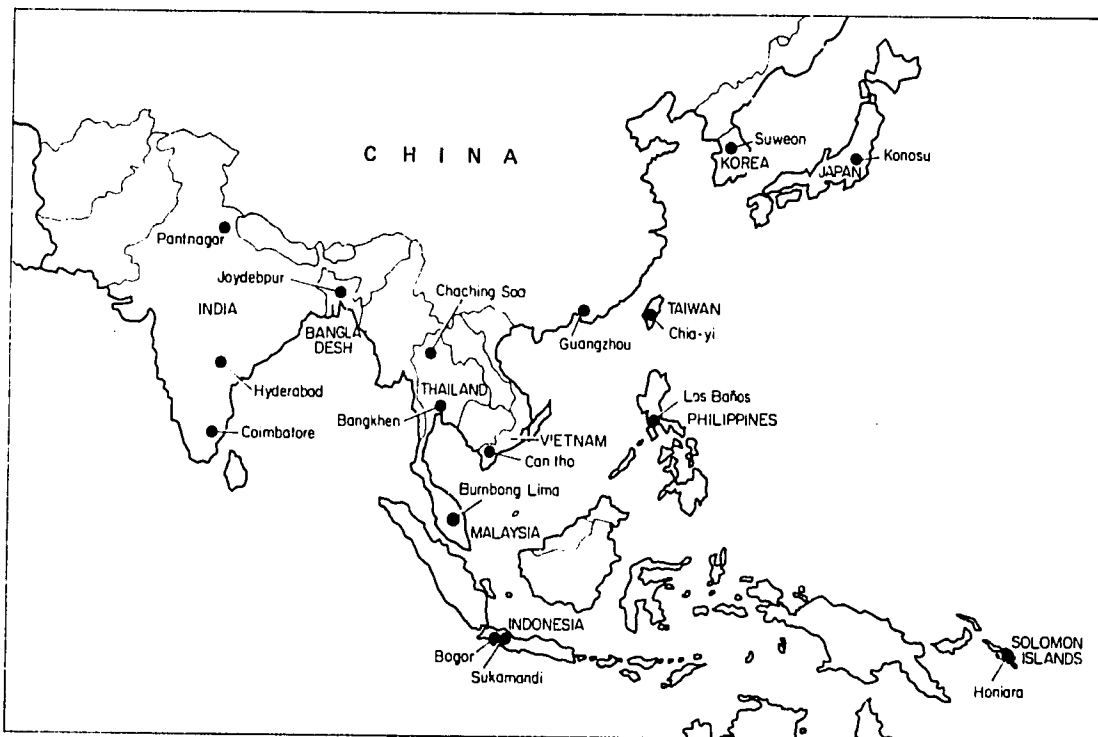 CHINA
Suweon
KOREA
Konosu
JAPAN
Pantnagar
Joydebpur
Chaching Soa
INDIA
BANGLA
DESH
TAIWAN
Chia-yi
Guangzhou
Hyderabad
THAILAND
Los Baños
PHILIPPINES
Bangkhen
Coimbatore
VIETNAM
Can tho
Bumbong Lima
MALAYSIA
INDONESIA
Bogor
Sukamandi
SOLOMON
ISLANDS
Honiara